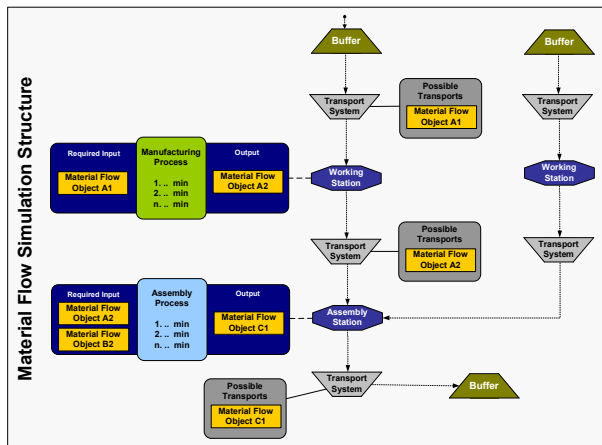 Material Flow Simulation Structure
Buffer
Buffer
Transport
System
Possible
Transports
Material Flow
Object A1
Transport
System
Required Input
Material Flow
Object A1
Manufacturing
Process
1. .. min
2. .. min
n. .. min
Output
Material Flow
Object A2
Working
Station
Working
Station
Transport
System
Possible
Transports
Material Flow
Object A2
Transport
System
Required Input
Material Flow
Object A2
Material Flow
Object B2
Assembly
Process
1. .. min
2. .. min
n. .. min
Output
Material Flow
Object C1
Assembly
Station
Possible
Transports
Material Flow
Object C1
Transport
System
Buffer